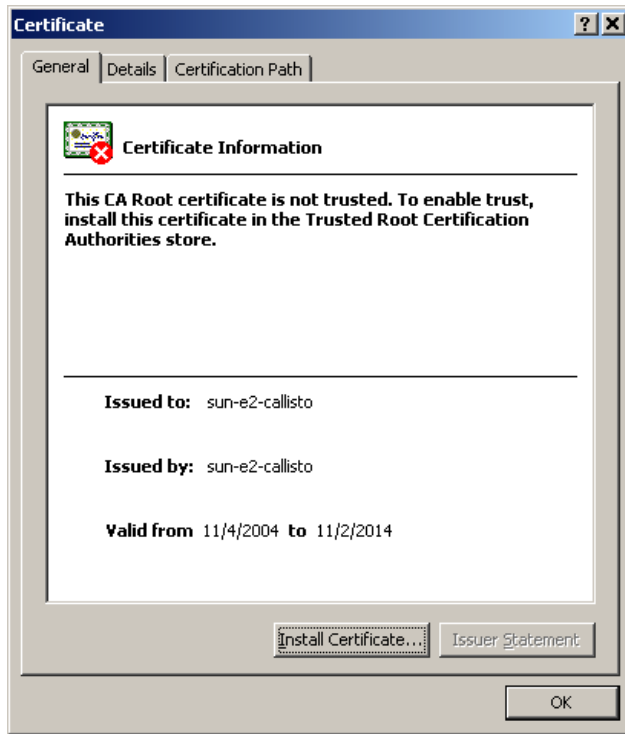 Certificate
General Details Certification Path
Certificate Information
This CA Root certificate is not trusted. To enable trust,
install this certificate in the Trusted Root Certification
Authorities store.
Issued to: sun-e2-callisto
Issued by: sun-e2-callisto
Valid from 11/4/2004 to 11/2/2014
Install Certificate... Issuer Statement
OK